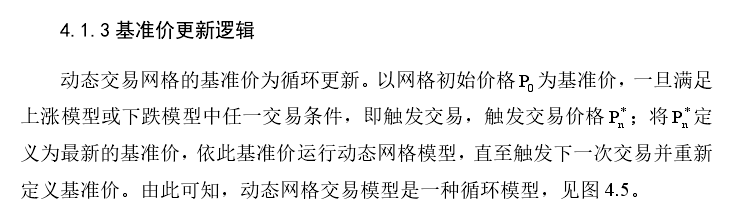 4.1.3 基准价更新逻辑
动态交易网格的基准价为循环更新。以网格初始价格P₀为基准价，一旦满足
上涨模型或下跌模型中任一交易条件，即触发交易，触发交易价格Pₙ*；将Pₙ*定
义为最新的基准价，依此基准价运行动态网格模型，直至触发下一次交易并重新
定义基准价。由此可知，动态网格交易模型是一种循环模型，见图 4.5。